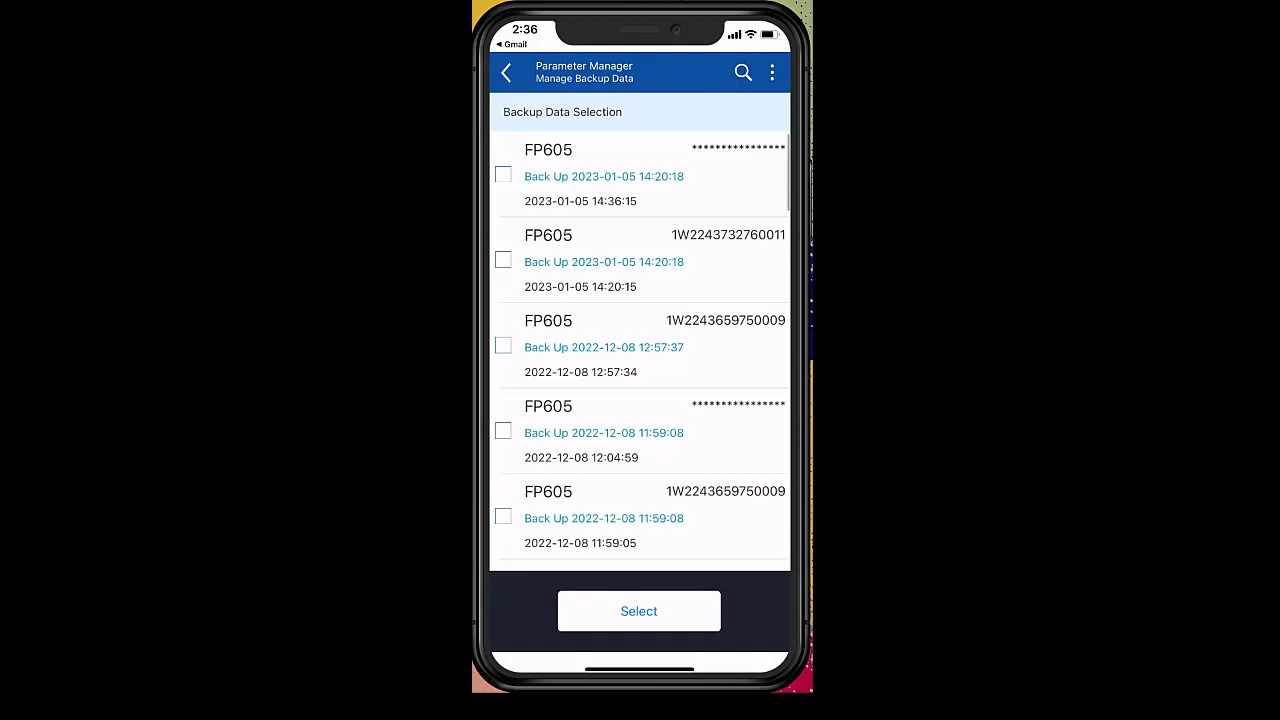 2:36
◀ Gmail
Parameter Manager
Manage Backup Data
Backup Data Selection
FP605 ****************
Back Up 2023-01-05 14:20:18
2023-01-05 14:36:15
FP605 1W2243732760011
Back Up 2023-01-05 14:20:18
2023-01-05 14:20:15
FP605 1W2243659750009
Back Up 2022-12-08 12:57:37
2022-12-08 12:57:34
FP605 ****************
Back Up 2022-12-08 11:59:08
2022-12-08 12:04:59
FP605 1W2243659750009
Back Up 2022-12-08 11:59:08
2022-12-08 11:59:05
Select